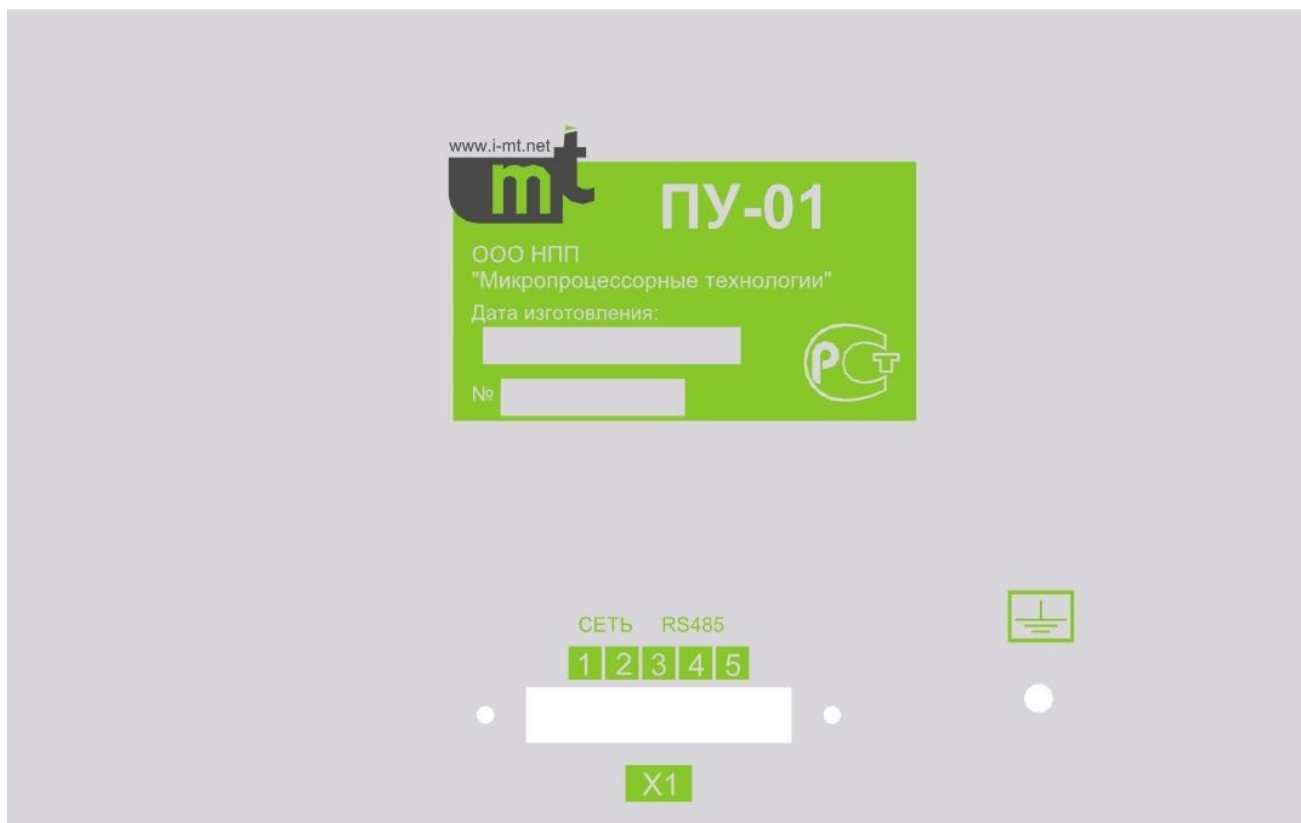 www.i-mt.net
mt
ПУ-01
ООО НПП
"Микропроцессорные технологии"
Дата изготовления:
№
РСТ
СЕТЬ RS485
1 2 3 4 5
X1